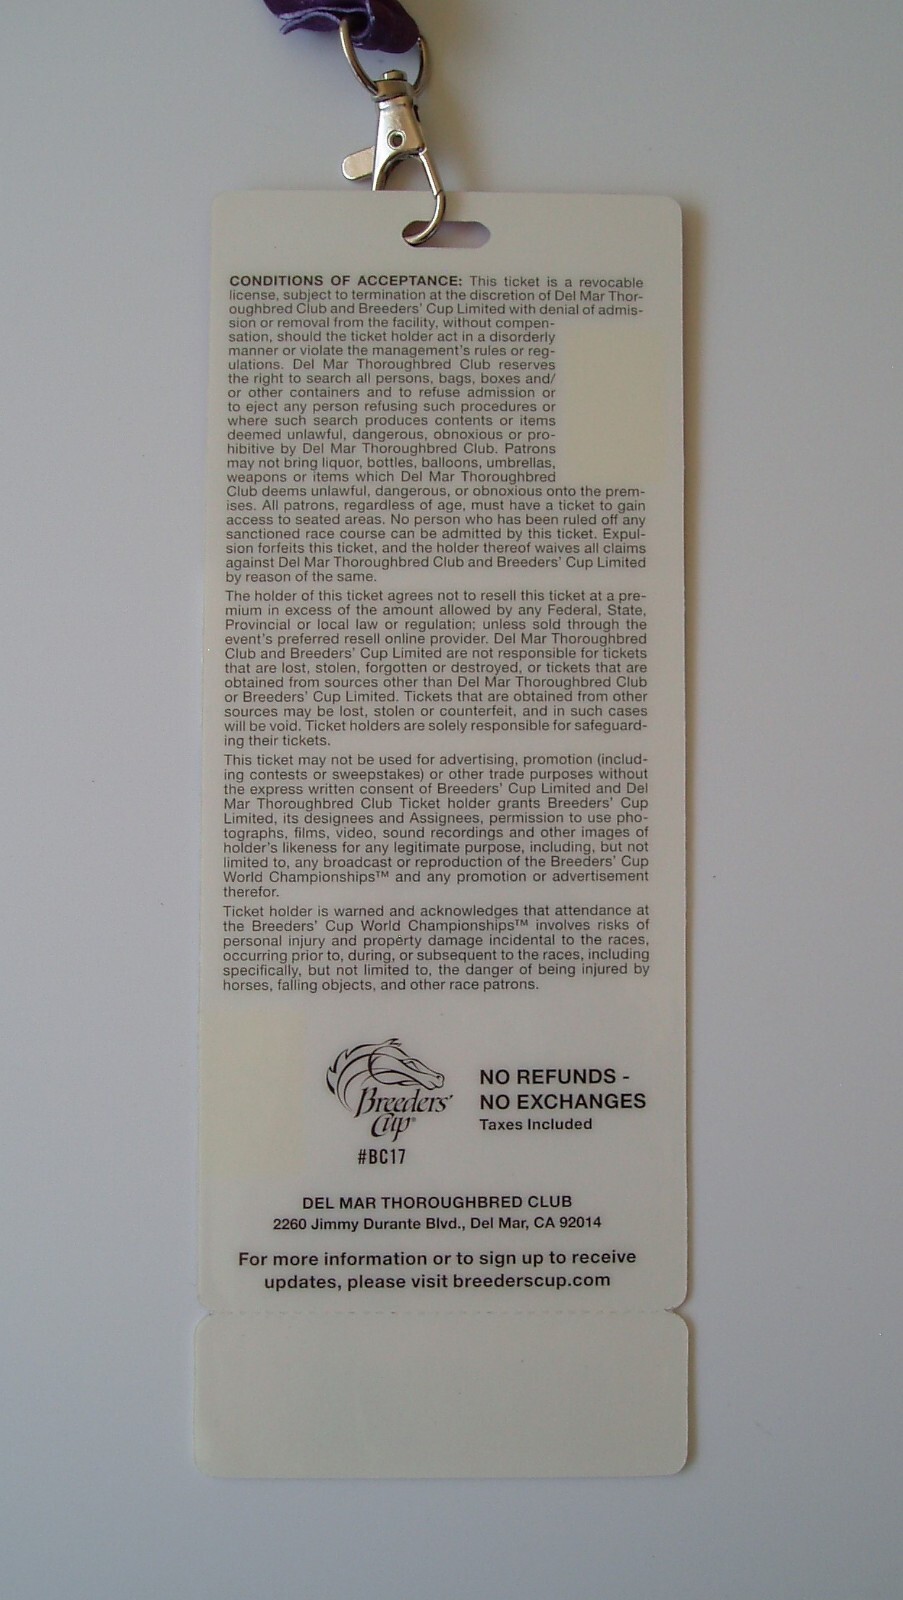 CONDITIONS OF ACCEPTANCE: This ticket is a revocable
license, subject to termination at the discretion of Del Mar Thor-
oughbred Club and Breeders' Cup Limited with denial of admis-
sion or removal from the facility, without compen-
sation, should the ticket holder act in a disorderly
manner or violate the management's rules or reg-
ulations. Del Mar Thoroughbred Club reserves
the right to search all persons, bags, boxes and/
or other containers and to refuse admission or
to eject any person refusing such procedures or
where such search produces contents or items
deemed unlawful, dangerous, obnoxious or pro-
hibitive by Del Mar Thoroughbred Club. Patrons
may not bring liquor, bottles, balloons, umbrellas,
weapons or items which Del Mar Thoroughbred
Club deems unlawful, dangerous, or obnoxious onto the prem-
ises. All patrons, regardless of age, must have a ticket to gain
access to seated areas. No person who has been ruled off any
sanctioned race course can be admitted by this ticket. Expul-
sion forfeits this ticket, and the holder thereof waives all claims
against Del Mar Thoroughbred Club and Breeders' Cup Limited
by reason of the same.
The holder of this ticket agrees not to resell this ticket at a pre-
mium in excess of the amount allowed by any Federal, State,
Provincial or local law or regulation; unless sold through the
event's preferred resell online provider. Del Mar Thoroughbred
Club and Breeders' Cup Limited are not responsible for tickets
that are lost, stolen, forgotten or destroyed, or tickets that are
obtained from sources other than Del Mar Thoroughbred Club
or Breeders' Cup Limited. Tickets that are obtained from other
sources may be lost, stolen or counterfeit, and in such cases
will be void. Ticket holders are solely responsible for safeguard-
ing their tickets.
This ticket may not be used for advertising, promotion (includ-
ing contests or sweepstakes) or other trade purposes without
the express written consent of Breeders' Cup Limited and Del
Mar Thoroughbred Club Ticket holder grants Breeders' Cup
Limited, its designees and Assignees, permission to use pho-
tographs, films, video, sound recordings and other images of
holder's likeness for any legitimate purpose, including, but not
limited to, any broadcast or reproduction of the Breeders' Cup
World Championships™ and any promotion or advertisement
therefor.
Ticket holder is warned and acknowledges that attendance at
the Breeders' Cup World Championships™ involves risks of
personal injury and property damage incidental to the races,
occurring prior to, during, or subsequent to the races, including
specifically, but not limited to, the danger of being injured by
horses, falling objects, and other race patrons.
Breeders'
Cup®
#BC17
NO REFUNDS -
NO EXCHANGES
Taxes Included
DEL MAR THOROUGHBRED CLUB
2260 Jimmy Durante Blvd., Del Mar, CA 92014
For more information or to sign up to receive
updates, please visit breederscup.com